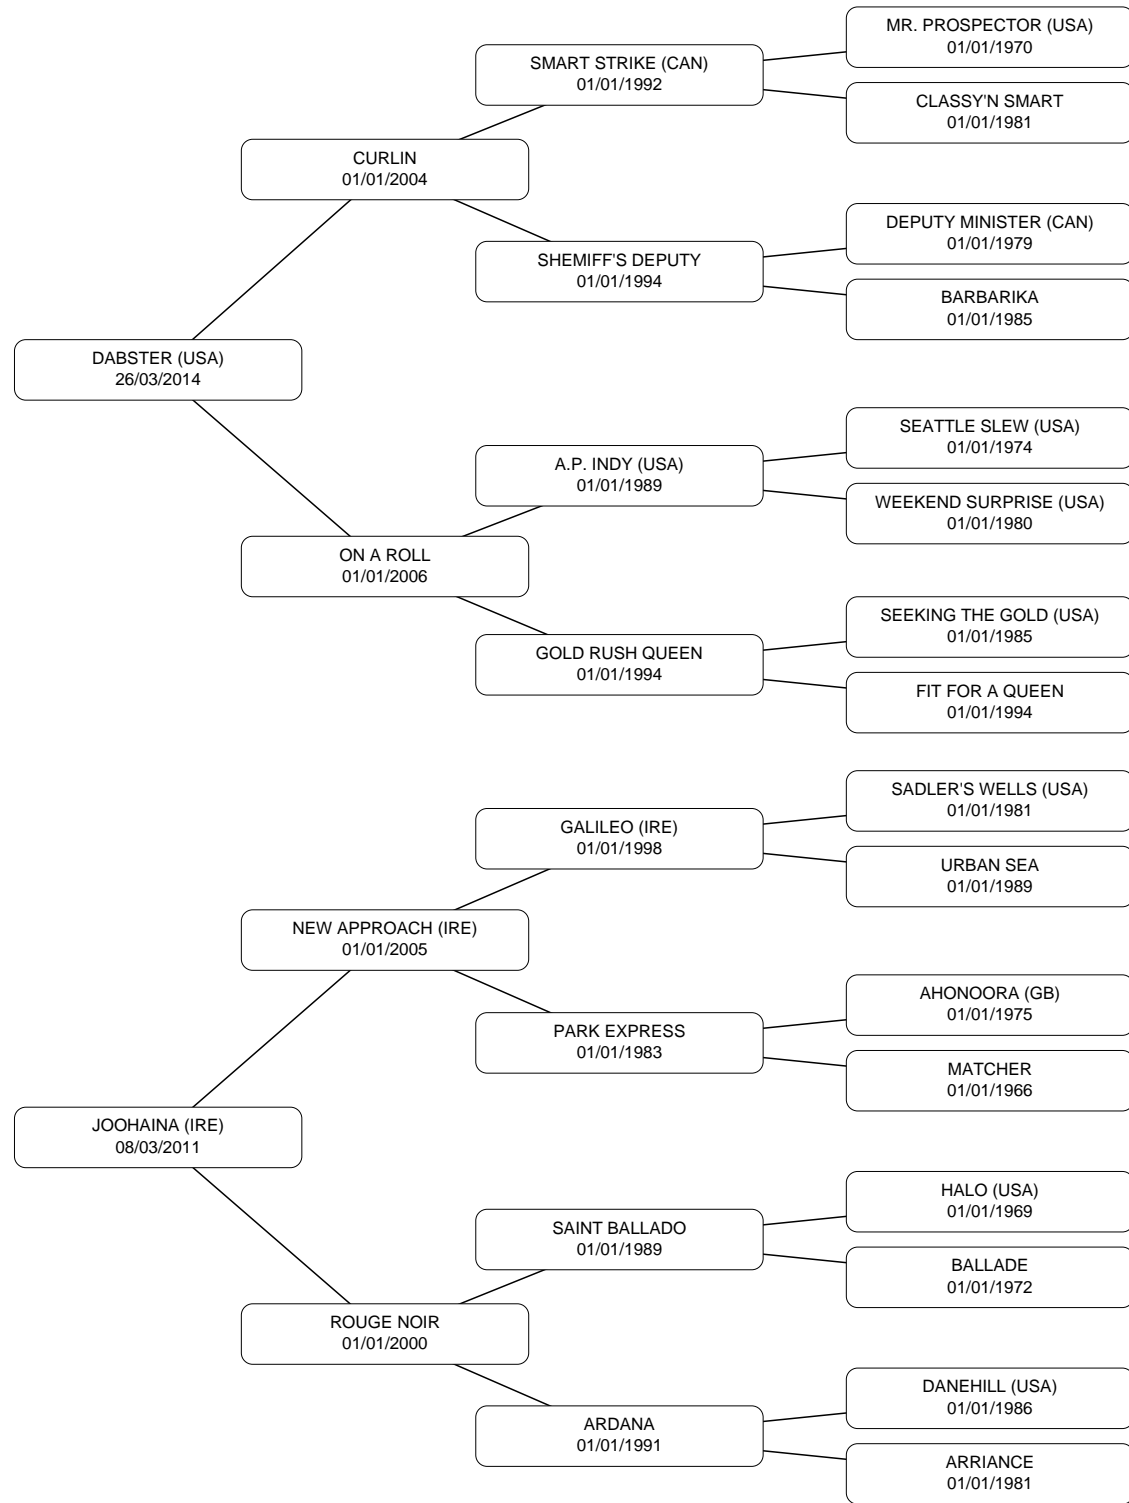 MR. PROSPECTOR (USA)
01/01/1970
SMART STRIKE (CAN)
01/01/1992
CLASSY'N SMART
01/01/1981
CURLIN
01/01/2004
DEPUTY MINISTER (CAN)
01/01/1979
SHEMIFF'S DEPUTY
01/01/1994
BARBARIKA
01/01/1985
DABSTER (USA)
26/03/2014
SEATTLE SLEW (USA)
01/01/1974
A.P. INDY (USA)
01/01/1989
WEEKEND SURPRISE (USA)
01/01/1980
ON A ROLL
01/01/2006
SEEKING THE GOLD (USA)
01/01/1985
GOLD RUSH QUEEN
01/01/1994
FIT FOR A QUEEN
01/01/1994
SADLER'S WELLS (USA)
01/01/1981
GALILEO (IRE)
01/01/1998
URBAN SEA
01/01/1989
NEW APPROACH (IRE)
01/01/2005
AHONOORA (GB)
01/01/1975
PARK EXPRESS
01/01/1983
MATCHER
01/01/1966
JOOHAINA (IRE)
08/03/2011
HALO (USA)
01/01/1969
SAINT BALLADO
01/01/1989
BALLADE
01/01/1972
ROUGE NOIR
01/01/2000
DANEHILL (USA)
01/01/1986
ARDANA
01/01/1991
ARRIANCE
01/01/1981